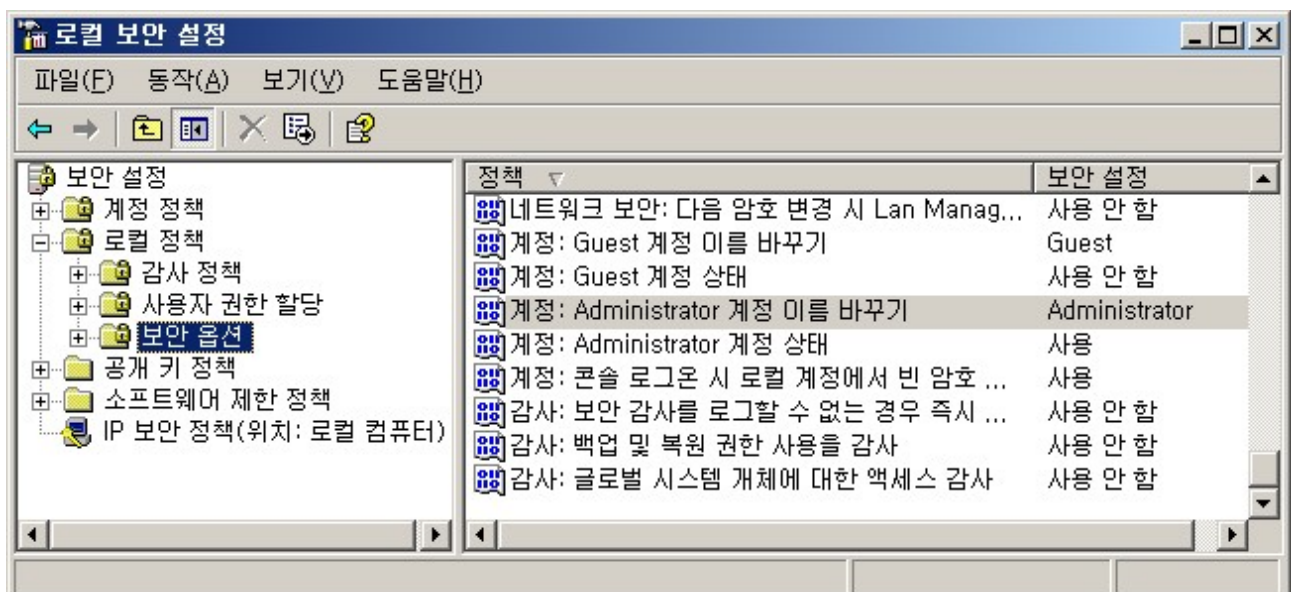 로컬 보안 설정
파일(F) 동작(A) 보기(V) 도움말(H)
보안 설정
계정 정책
로컬 정책
감사 정책
사용자 권한 할당
보안 옵션
공개 키 정책
소프트웨어 제한 정책
IP 보안 정책(위치: 로컬 컴퓨터)
정책 보안 설정
네트워크 보안: 다음 암호 변경 시 Lan Manag... 사용 안 함
계정: Guest 계정 이름 바꾸기 Guest
계정: Guest 계정 상태 사용 안 함
계정: Administrator 계정 이름 바꾸기 Administrator
계정: Administrator 계정 상태 사용
계정: 콘솔 로그온 시 로컬 계정에서 빈 암호 ... 사용
감사: 보안 감사를 로그할 수 없는 경우 즉시 ... 사용 안 함
감사: 백업 및 복원 권한 사용을 감사 사용 안 함
감사: 글로벌 시스템 개체에 대한 액세스 감사 사용 안 함